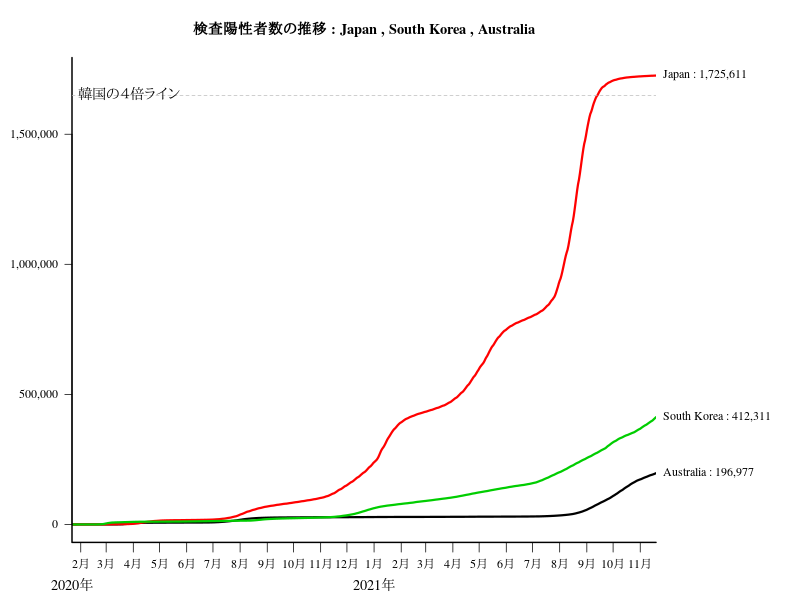 検査陽性者数の推移 : Japan , South Korea , Australia
Japan : 1,725,611
韓国の４倍ライン
1,500,000
1,000,000
500,000
South Korea : 412,311
Australia : 196,977
0
2月 3月 4月 5月 6月 7月 8月 9月 10月 11月 12月 1月 2月 3月 4月 5月 6月 7月 8月 9月 10月 11月
2020年 2021年